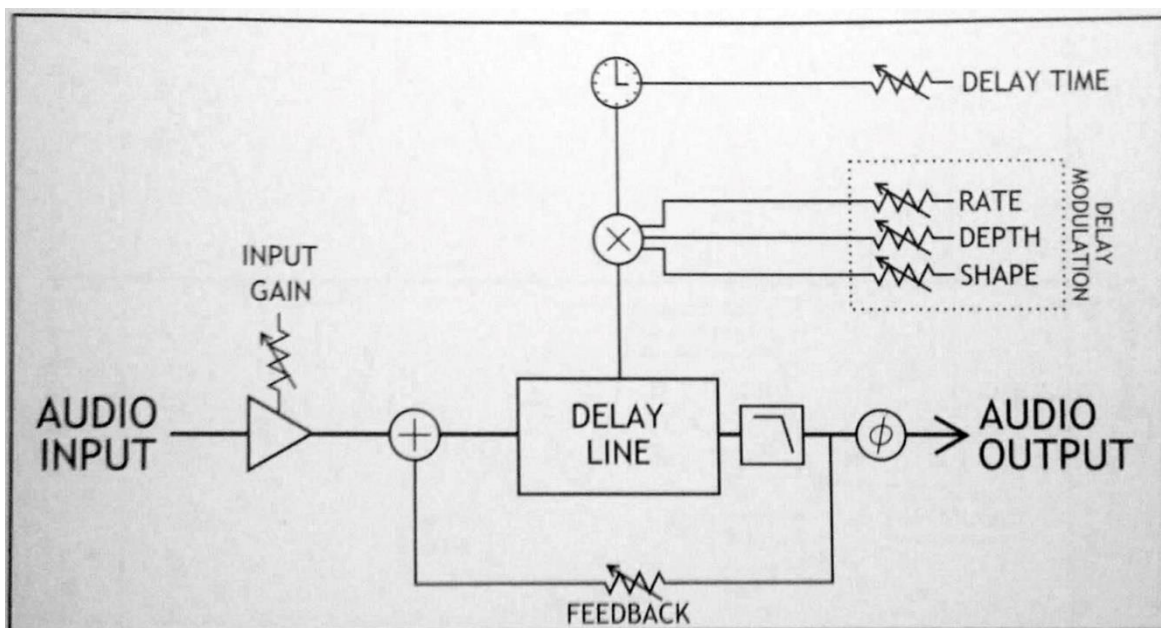 DELAY TIME
RATE
DEPTH
SHAPE
DELAY
MODULATION
INPUT
GAIN
AUDIO
INPUT
+
×
DELAY
LINE
ϕ
AUDIO
OUTPUT
FEEDBACK